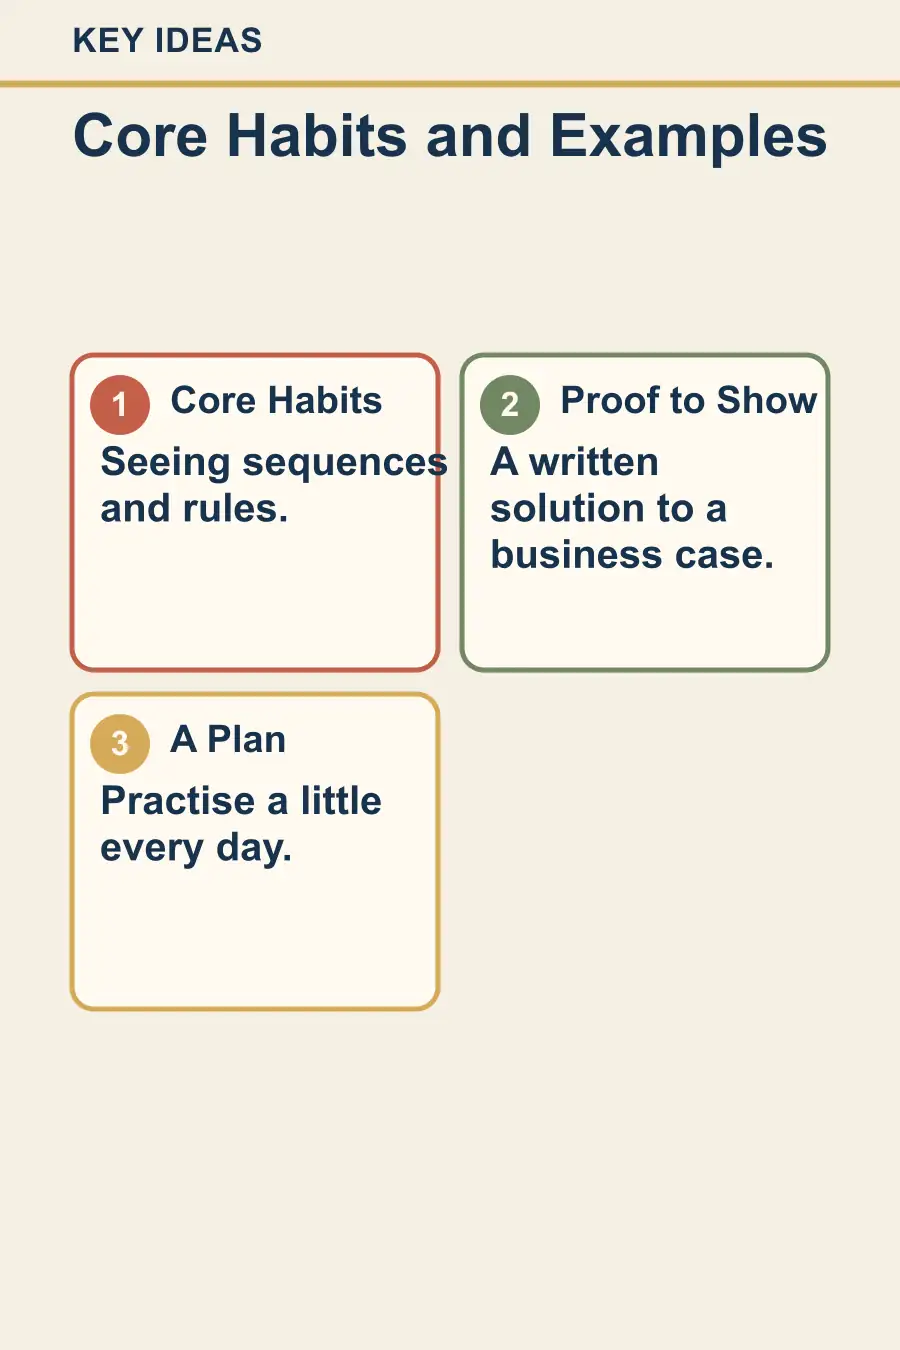 KEY IDEAS
Core Habits and Examples
1 Core Habits
Seeing sequences
and rules.
2 Proof to Show
A written
solution to a
business case.
3 A Plan
Practise a little
every day.